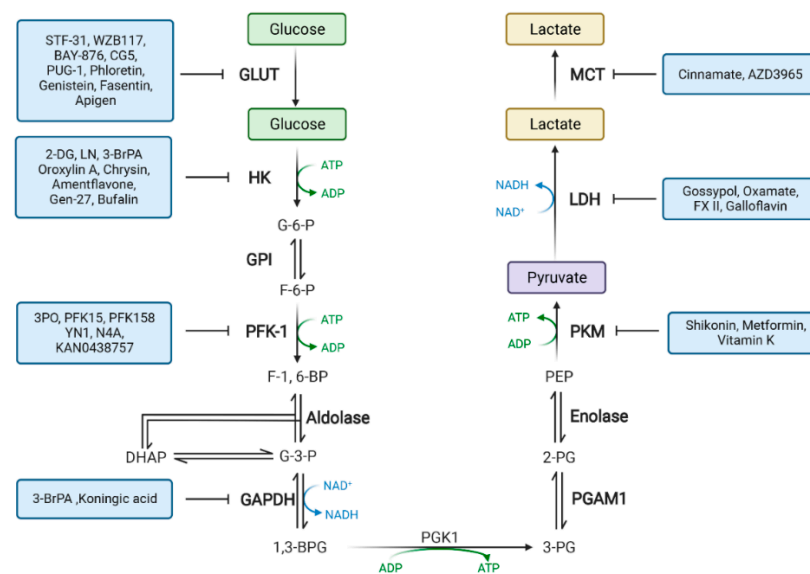 Glucose
STF-31, WZB117,
BAY-876, CG5,
PUG-1, Phloretin,
Genistein, Fasentin,
Apigen
GLUT
Glucose
2-DG, LN, 3-BrPA
Oroxylin A, Chrysin,
Amentflavone,
Gen-27, Bufalin
HK
ATP
ADP
G-6-P
GPI
F-6-P
3PO, PFK15, PFK158
YN1, N4A,
KAN0438757
PFK-1
ATP
ADP
F-1, 6-BP
Aldolase
DHAP
G-3-P
3-BrPA ,Koningic acid
GAPDH
NAD⁺
NADH
1,3-BPG
PGK1
ADP
ATP
3-PG
PGAM1
2-PG
Enolase
PEP
ATP
ADP
PKM
Shikonin, Metformin,
Vitamin K
Pyruvate
NADH
NAD⁺
LDH
Gossypol, Oxamate,
FX II, Galloflavin
Lactate
MCT
Cinnamate, AZD3965
Lactate